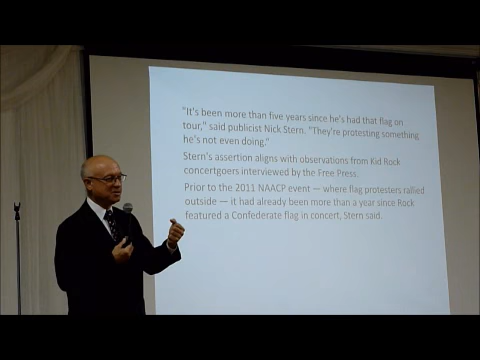 "It's been more than five years since he's had that flag on
tour," said publicist Nick Stern. "They're protesting something
he's not even doing."
Stern's assertion aligns with observations from Kid Rock
concertgoers interviewed by the Free Press.
Prior to the 2011 NAACP event — where flag protesters rallied
outside — it had already been more than a year since Rock
featured a Confederate flag in concert, Stern said.